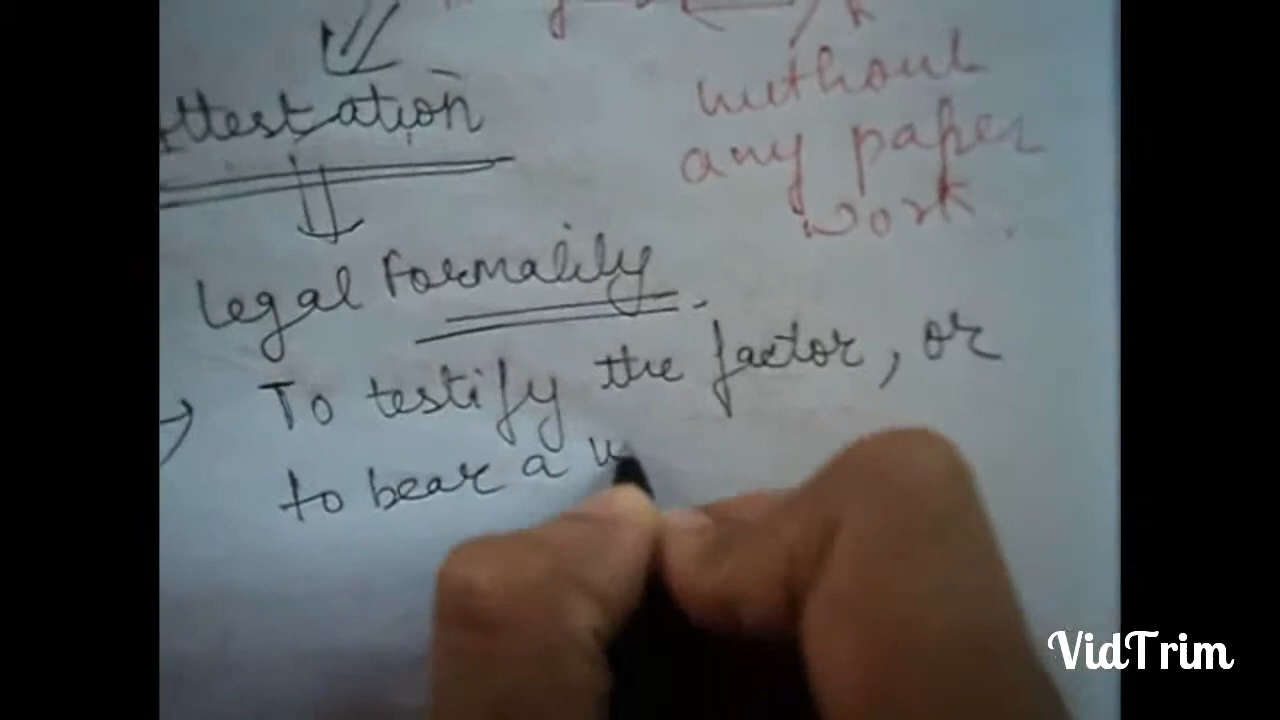 ttestation
without
any paper
work.
Legal Formality.
To testify the factor, or
to bear a
VidTrim